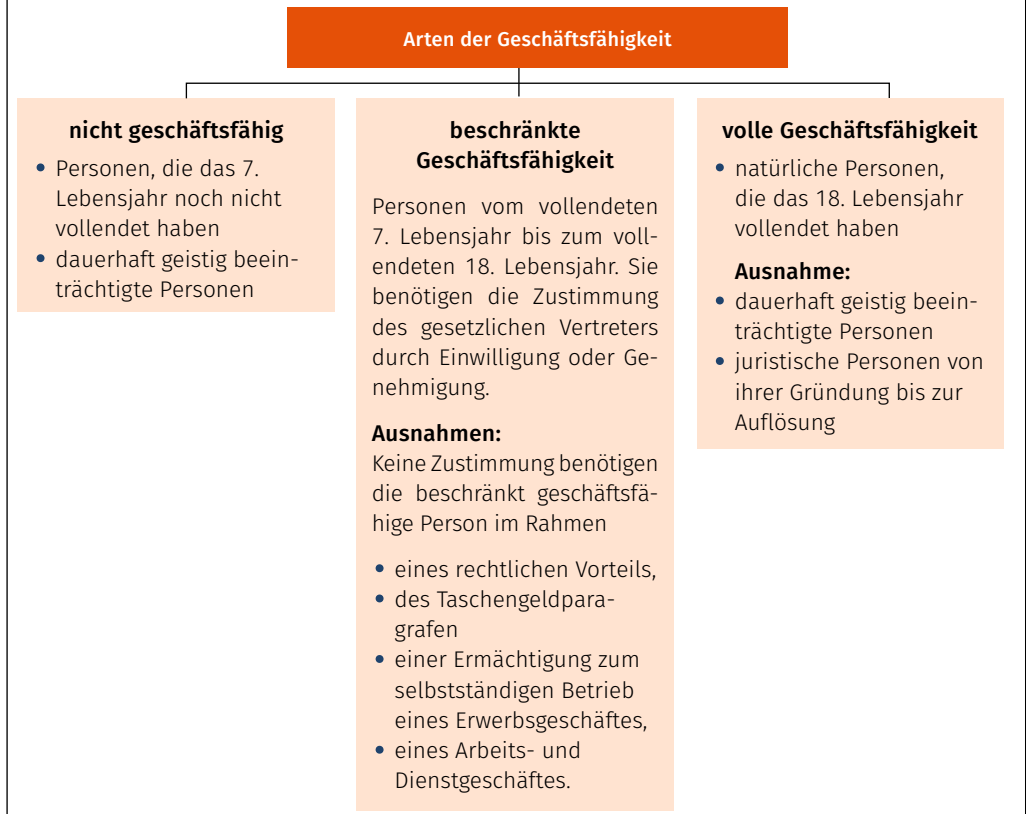 Arten der Geschäftsfähigkeit
nicht geschäftsfähig
• Personen, die das 7.
Lebensjahr noch nicht
vollendet haben
• dauerhaft geistig beein-
trächtigte Personen
beschränkte
Geschäftsfähigkeit
Personen vom vollendeten
7. Lebensjahr bis zum voll-
endeten 18. Lebensjahr. Sie
benötigen die Zustimmung
des gesetzlichen Vertreters
durch Einwilligung oder Ge-
nehmigung.
Ausnahmen:
Keine Zustimmung benötigen
die beschränkt geschäftsfä-
hige Person im Rahmen
• eines rechtlichen Vorteils,
• des Taschengeldpara-
grafen
• einer Ermächtigung zum
selbstständigen Betrieb
eines Erwerbsgeschäftes,
• eines Arbeits- und
Dienstgeschäftes.
volle Geschäftsfähigkeit
• natürliche Personen,
die das 18. Lebensjahr
vollendet haben
Ausnahme:
• dauerhaft geistig beein-
trächtigte Personen
• juristische Personen von
ihrer Gründung bis zur
Auflösung